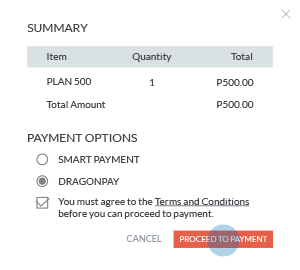 SUMMARY
Item Quantity Total
PLAN 500 1 P500.00
Total Amount P500.00
PAYMENT OPTIONS
SMART PAYMENT
DRAGONPAY
You must agree to the Terms and Conditions
before you can proceed to payment.
CANCEL PROCEED TO PAYMENT